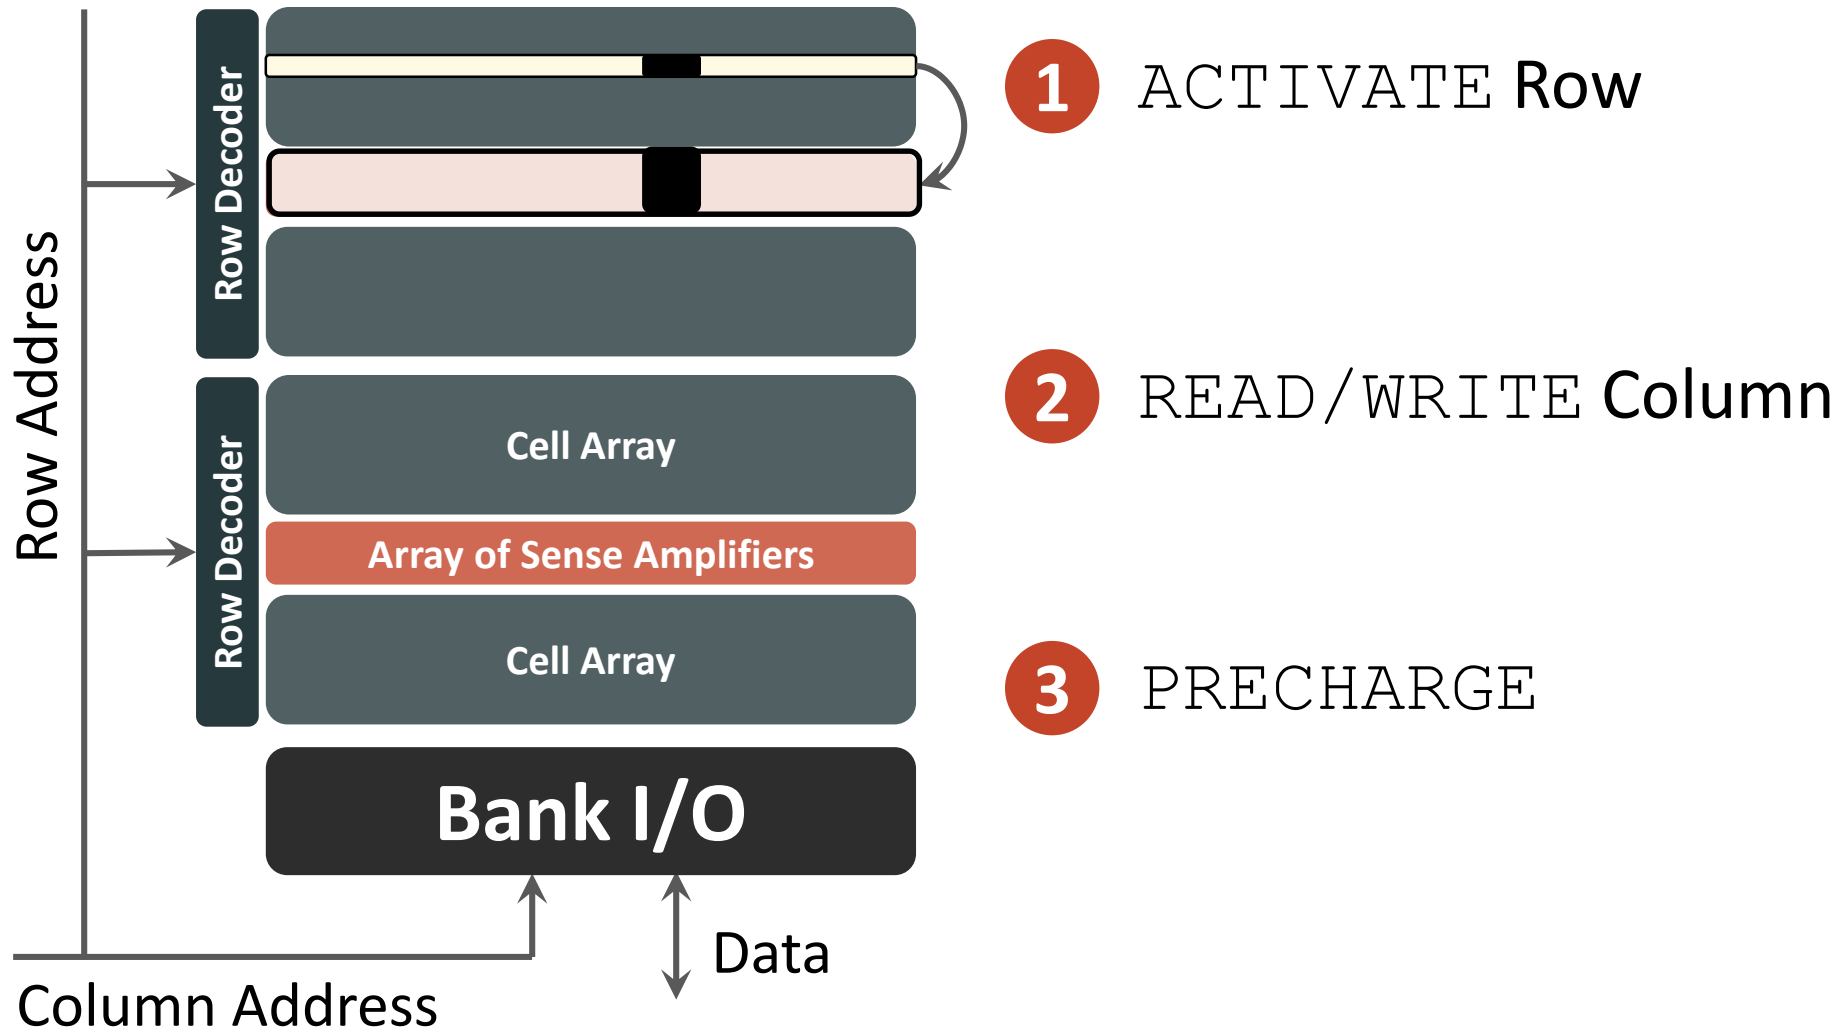 Row Address
Row Decoder
Row Decoder
Cell Array
Array of Sense Amplifiers
Cell Array
Bank I/O
Data
Column Address
1 ACTIVATE Row
2 READ/WRITE Column
3 PRECHARGE